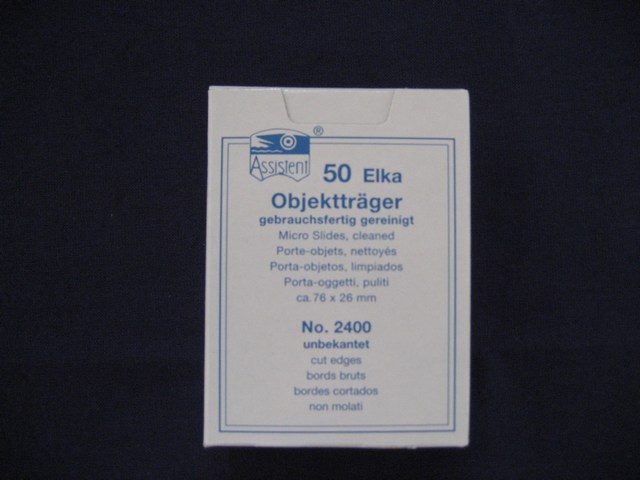 Assistent ®
50 Elka
Objektträger
gebrauchsfertig gereinigt
Micro Slides, cleaned
Porte-objets, nettoyés
Porta-objetos, limpiados
Porta-oggetti, puliti
ca.76 x 26 mm
No. 2400
unbekantet
cut edges
bords bruts
bordes cortados
non molati